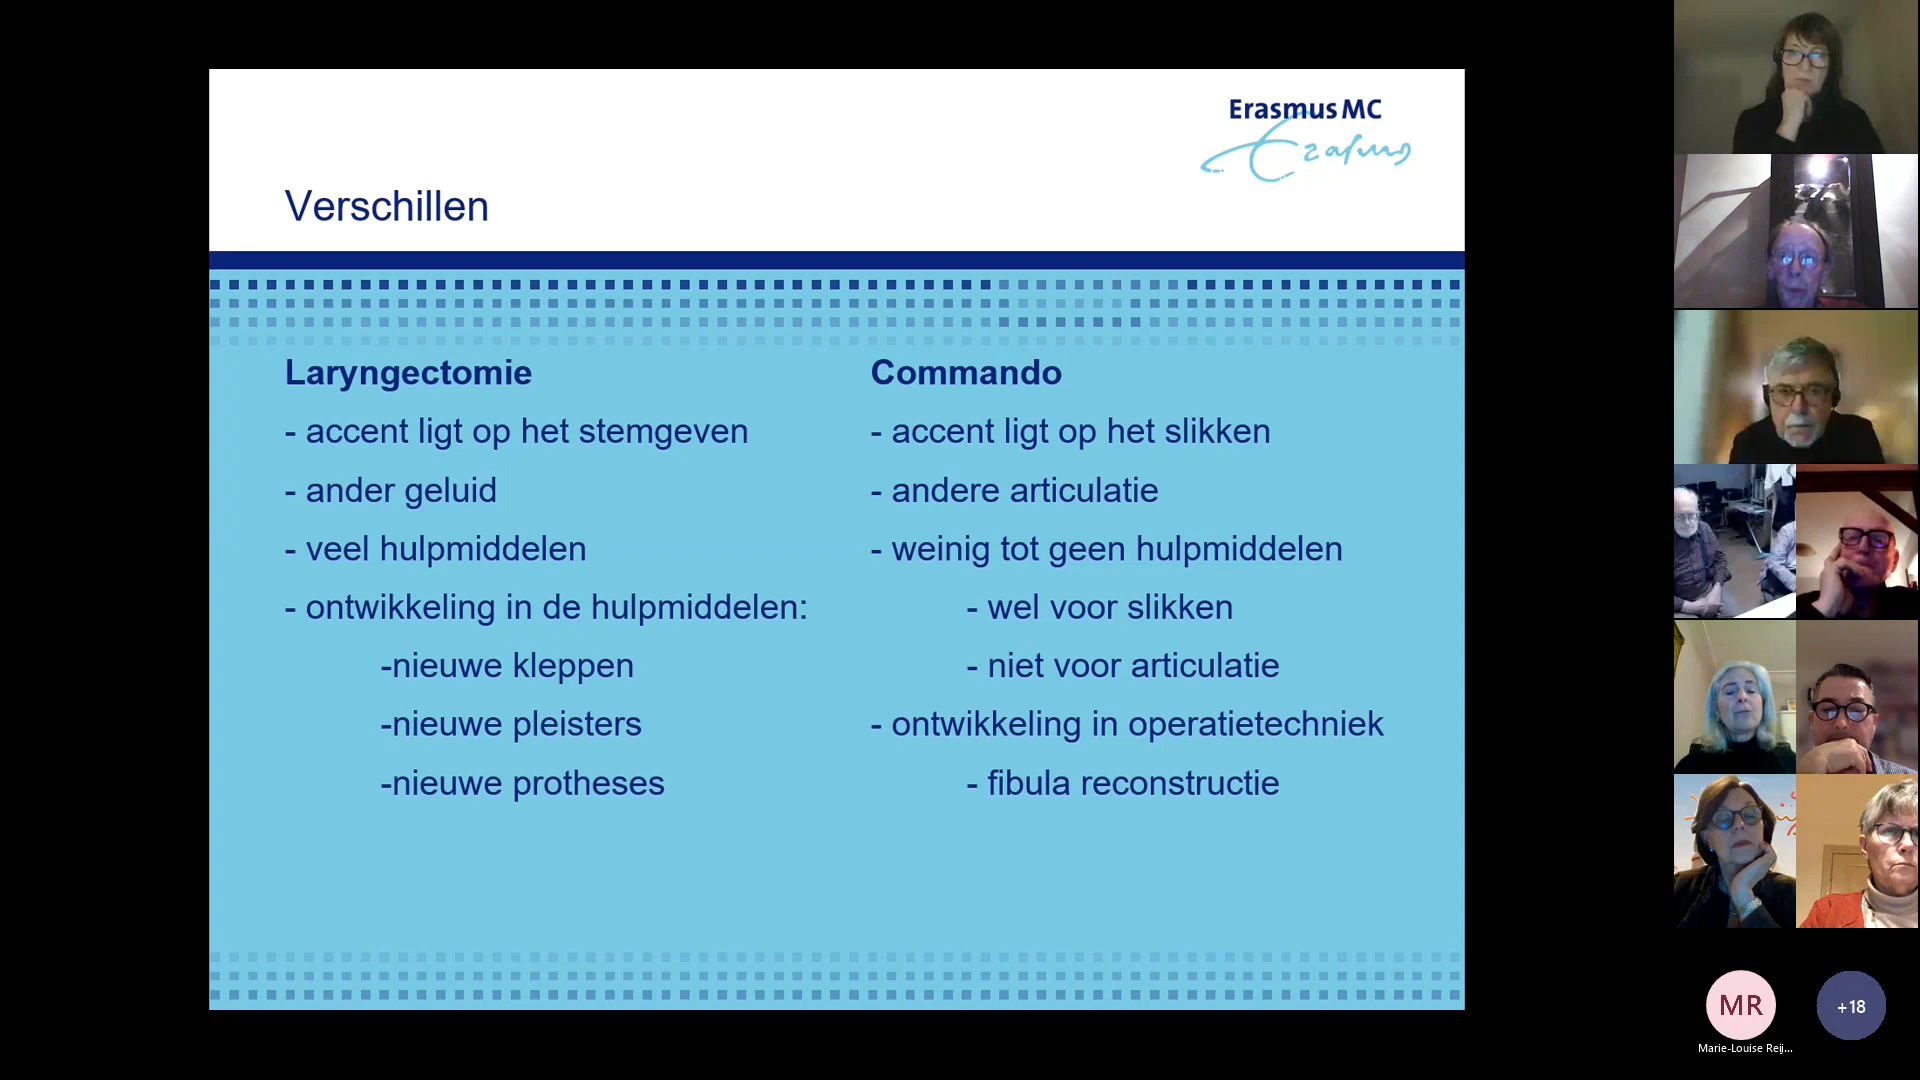 Erasmus MC
Erasmus
Verschillen
Laryngectomie
- accent ligt op het stemgeven
- ander geluid
- veel hulpmiddelen
- ontwikkeling in de hulpmiddelen:
-nieuwe kleppen
-nieuwe pleisters
-nieuwe protheses
Commando
- accent ligt op het slikken
- andere articulatie
- weinig tot geen hulpmiddelen
- wel voor slikken
- niet voor articulatie
- ontwikkeling in operatietechniek
- fibula reconstructie
MR
Marie-Louise Reij...
+18